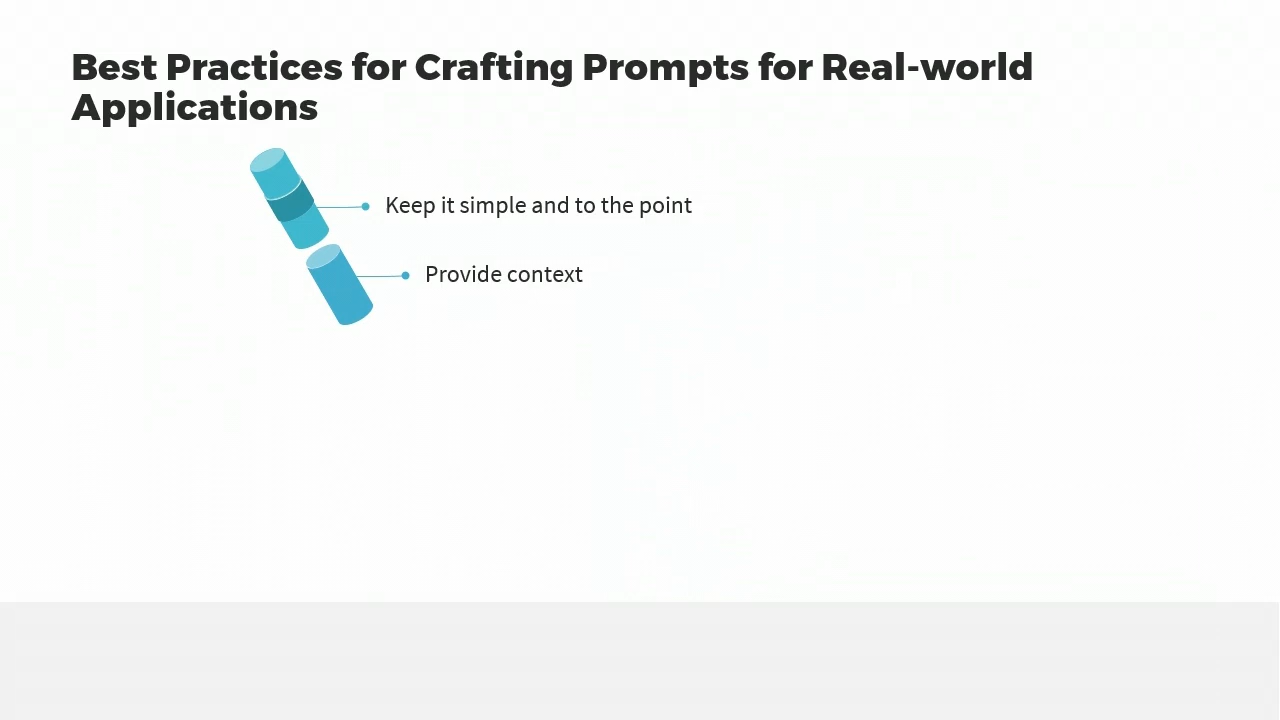 Best Practices for Crafting Prompts for Real-world
Applications
Keep it simple and to the point
Provide context